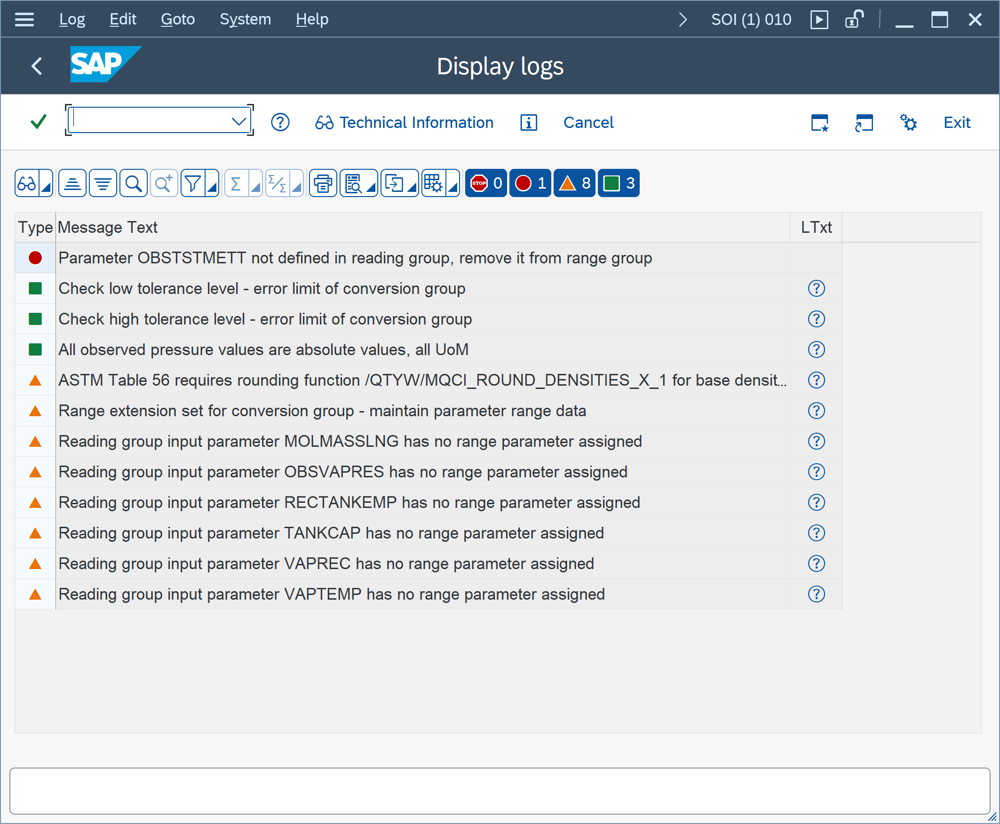 Log Edit Goto System Help SOI (1) 010
SAP Display logs
Technical Information Cancel Exit
STOP 0 1 8 3
Type Message Text LTxt
Parameter OBSTSTMETT not defined in reading group, remove it from range group
Check low tolerance level - error limit of conversion group
Check high tolerance level - error limit of conversion group
All observed pressure values are absolute values, all UoM
ASTM Table 56 requires rounding function /QTYW/MQCI_ROUND_DENSITIES_X_1 for base densit...
Range extension set for conversion group - maintain parameter range data
Reading group input parameter MOLMASSLNG has no range parameter assigned
Reading group input parameter OBSVAPRES has no range parameter assigned
Reading group input parameter RECTANKEMP has no range parameter assigned
Reading group input parameter TANKCAP has no range parameter assigned
Reading group input parameter VAPREC has no range parameter assigned
Reading group input parameter VAPTEMP has no range parameter assigned